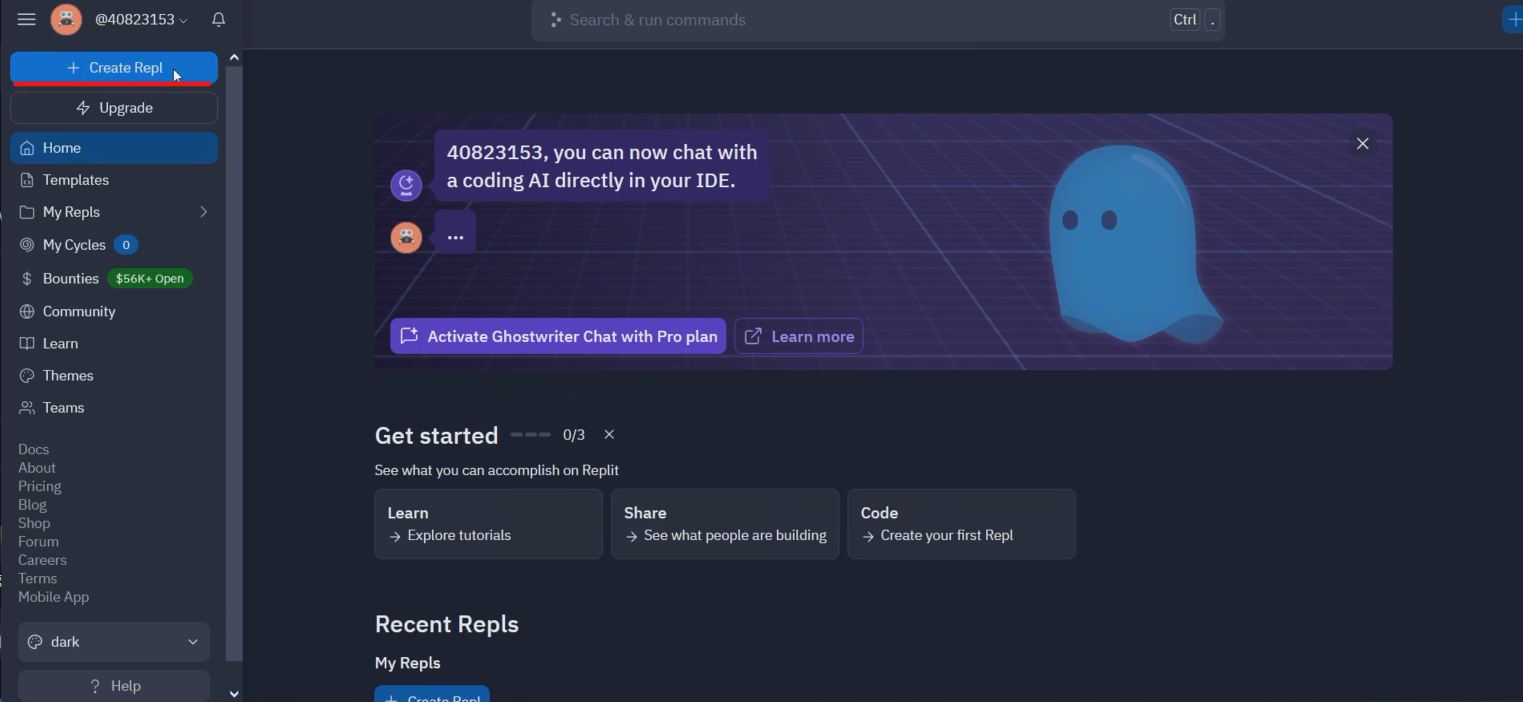 @40823153
Search & run commands
Ctrl .
+ Create Repl
Upgrade
Home
Templates
My Repls
My Cycles 0
Bounties $56K+ Open
Community
Learn
Themes
Teams
Docs
About
Pricing
Blog
Shop
Forum
Careers
Terms
Mobile App
dark
? Help
40823153, you can now chat with
a coding AI directly in your IDE.
...
Activate Ghostwriter Chat with Pro plan
Learn more
Get started 0/3
See what you can accomplish on Replit
Learn
→ Explore tutorials
Share
→ See what people are building
Code
→ Create your first Repl
Recent Repls
My Repls
+ Create Repl